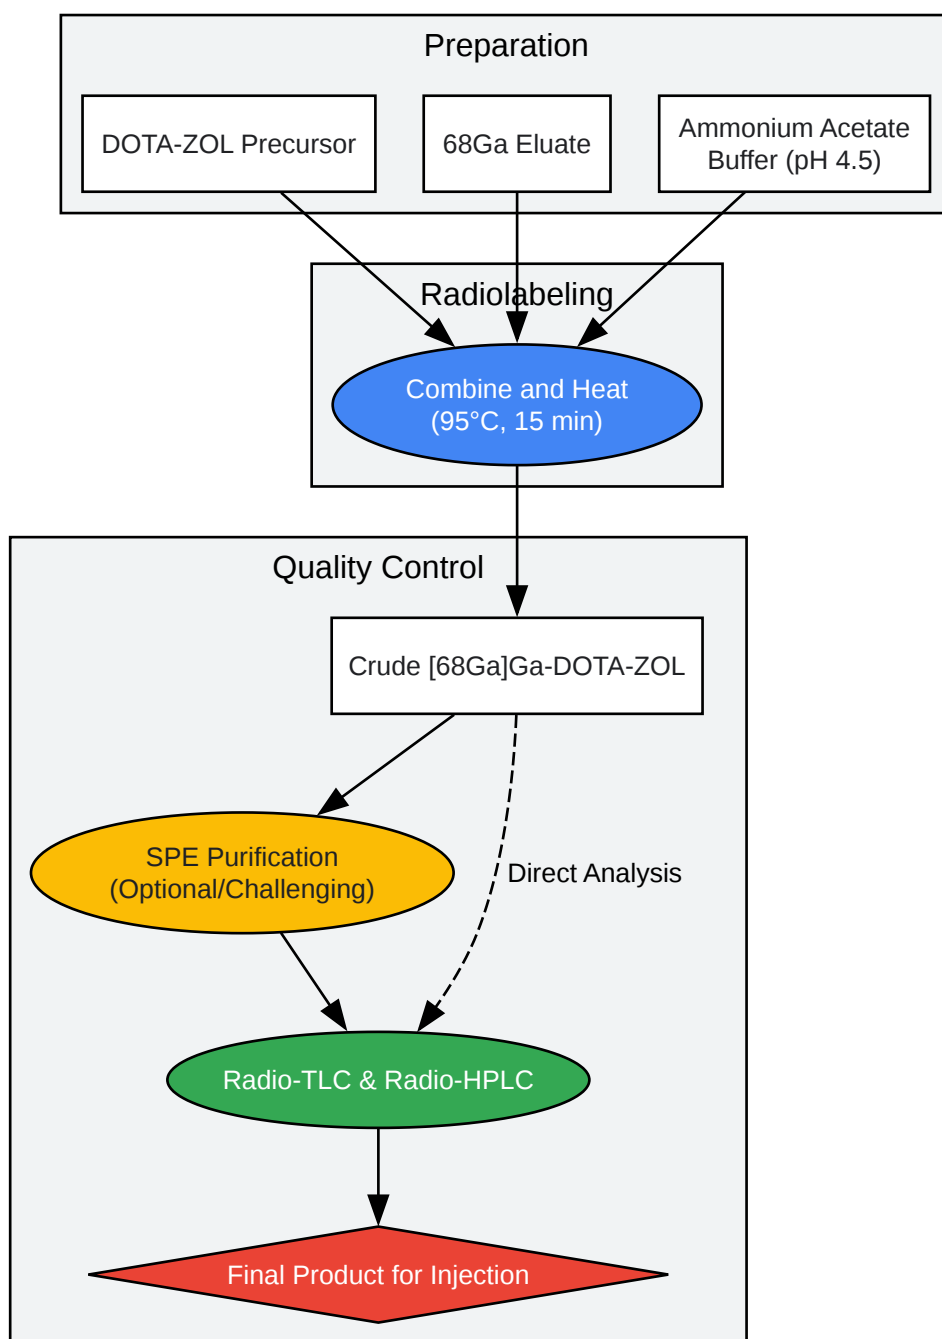 Preparation
DOTA-ZOL Precursor
68Ga Eluate
Ammonium Acetate
Buffer (pH 4.5)
Radiolabeling
Combine and Heat
(95°C, 15 min)
Quality Control
Crude [68Ga]Ga-DOTA-ZOL
SPE Purification
(Optional/Challenging)
Direct Analysis
Radio-TLC & Radio-HPLC
Final Product for Injection